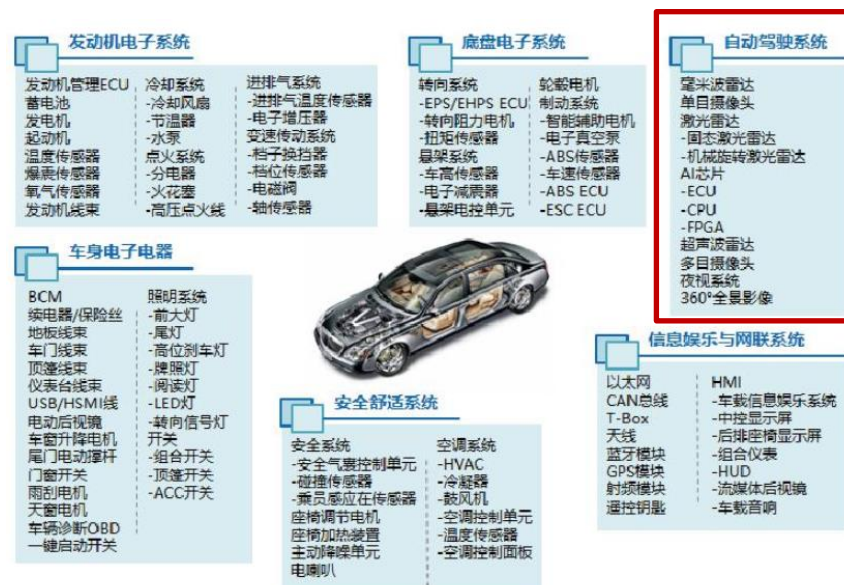 发动机电子系统
发动机管理ECU
蓄电池
发电机
起动机
温度传感器
爆震传感器
氧气传感器
发动机线束
冷却系统
-冷却风扇
-节温器
-水泵
点火系统
-分电器
-火花塞
-高压点火线
进排气系统
-进排气温度传感器
-电子增压器
变速传动系统
-档子换挡器
-档位传感器
-电磁阀
-轴传感器
底盘电子系统
转向系统
-EPS/EHPS ECU
-转向阻力电机
-扭矩传感器
悬架系统
-车高传感器
-电子减震器
-悬架电控单元
轮毂电机
制动系统
-智能辅助电机
-电子真空泵
-ABS传感器
-车速传感器
-ABS ECU
-ESC ECU
自动驾驶系统
毫米波雷达
单目摄像头
激光雷达
-固态激光雷达
-机械旋转激光雷达
AI芯片
-ECU
-CPU
-FPGA
超声波雷达
多目摄像头
夜视系统
360°全景影像
车身电子电器
BCM
续电器/保险丝
地板线束
车门线束
顶篷线束
仪表台线束
USB/HSMI线
电动后视镜
车窗升降电机
尾门电动撑杆
门窗开关
雨刮电机
天窗电机
车辆诊断OBD
一键启动开关
照明系统
-前大灯
-尾灯
-高位刹车灯
-牌照灯
-阅读灯
-LED灯
-转向信号灯
开关
-组合开关
-顶篷开关
-ACC开关
安全舒适系统
安全系统
-安全气囊控制单元
-碰撞传感器
-乘员感应在传感器
座椅调节电机
座椅加热装置
主动降噪单元
电喇叭
空调系统
-HVAC
-冷凝器
-鼓风机
-空调控制单元
-温度传感器
-空调控制面板
信息娱乐与网联系统
以太网
CAN总线
T-Box
天线
蓝牙模块
GPS模块
射频模块
遥控钥匙
HMI
-车载信息娱乐系统
-中控显示屏
-后排座椅显示屏
-组合仪表
-HUD
-流媒体后视镜
-车载音响